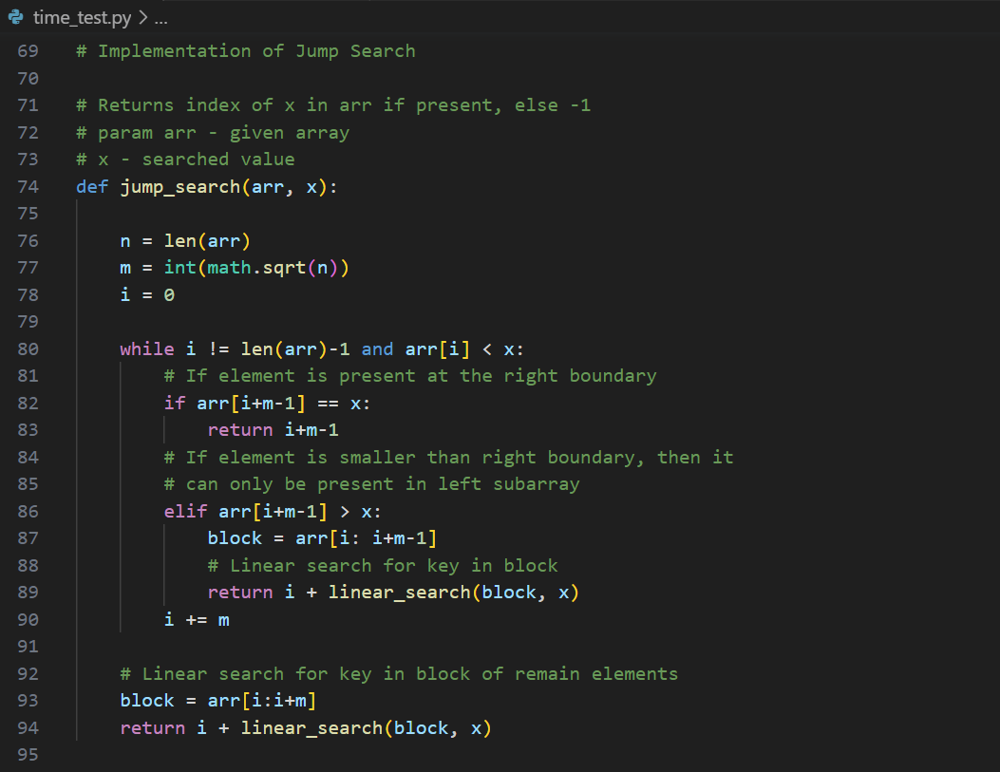 time_test.py > ...
69 # Implementation of Jump Search
70
71 # Returns index of x in arr if present, else -1
72 # param arr - given array
73 # x - searched value
74 def jump_search(arr, x):
75
76     n = len(arr)
77     m = int(math.sqrt(n))
78     i = 0
79
80     while i != len(arr)-1 and arr[i] < x:
81         # If element is present at the right boundary
82         if arr[i+m-1] == x:
83             return i+m-1
84         # If element is smaller than right boundary, then it
85         # can only be present in left subarray
86         elif arr[i+m-1] > x:
87             block = arr[i: i+m-1]
88             # Linear search for key in block
89             return i + linear_search(block, x)
90         i += m
91
92     # Linear search for key in block of remain elements
93     block = arr[i:i+m]
94     return i + linear_search(block, x)
95